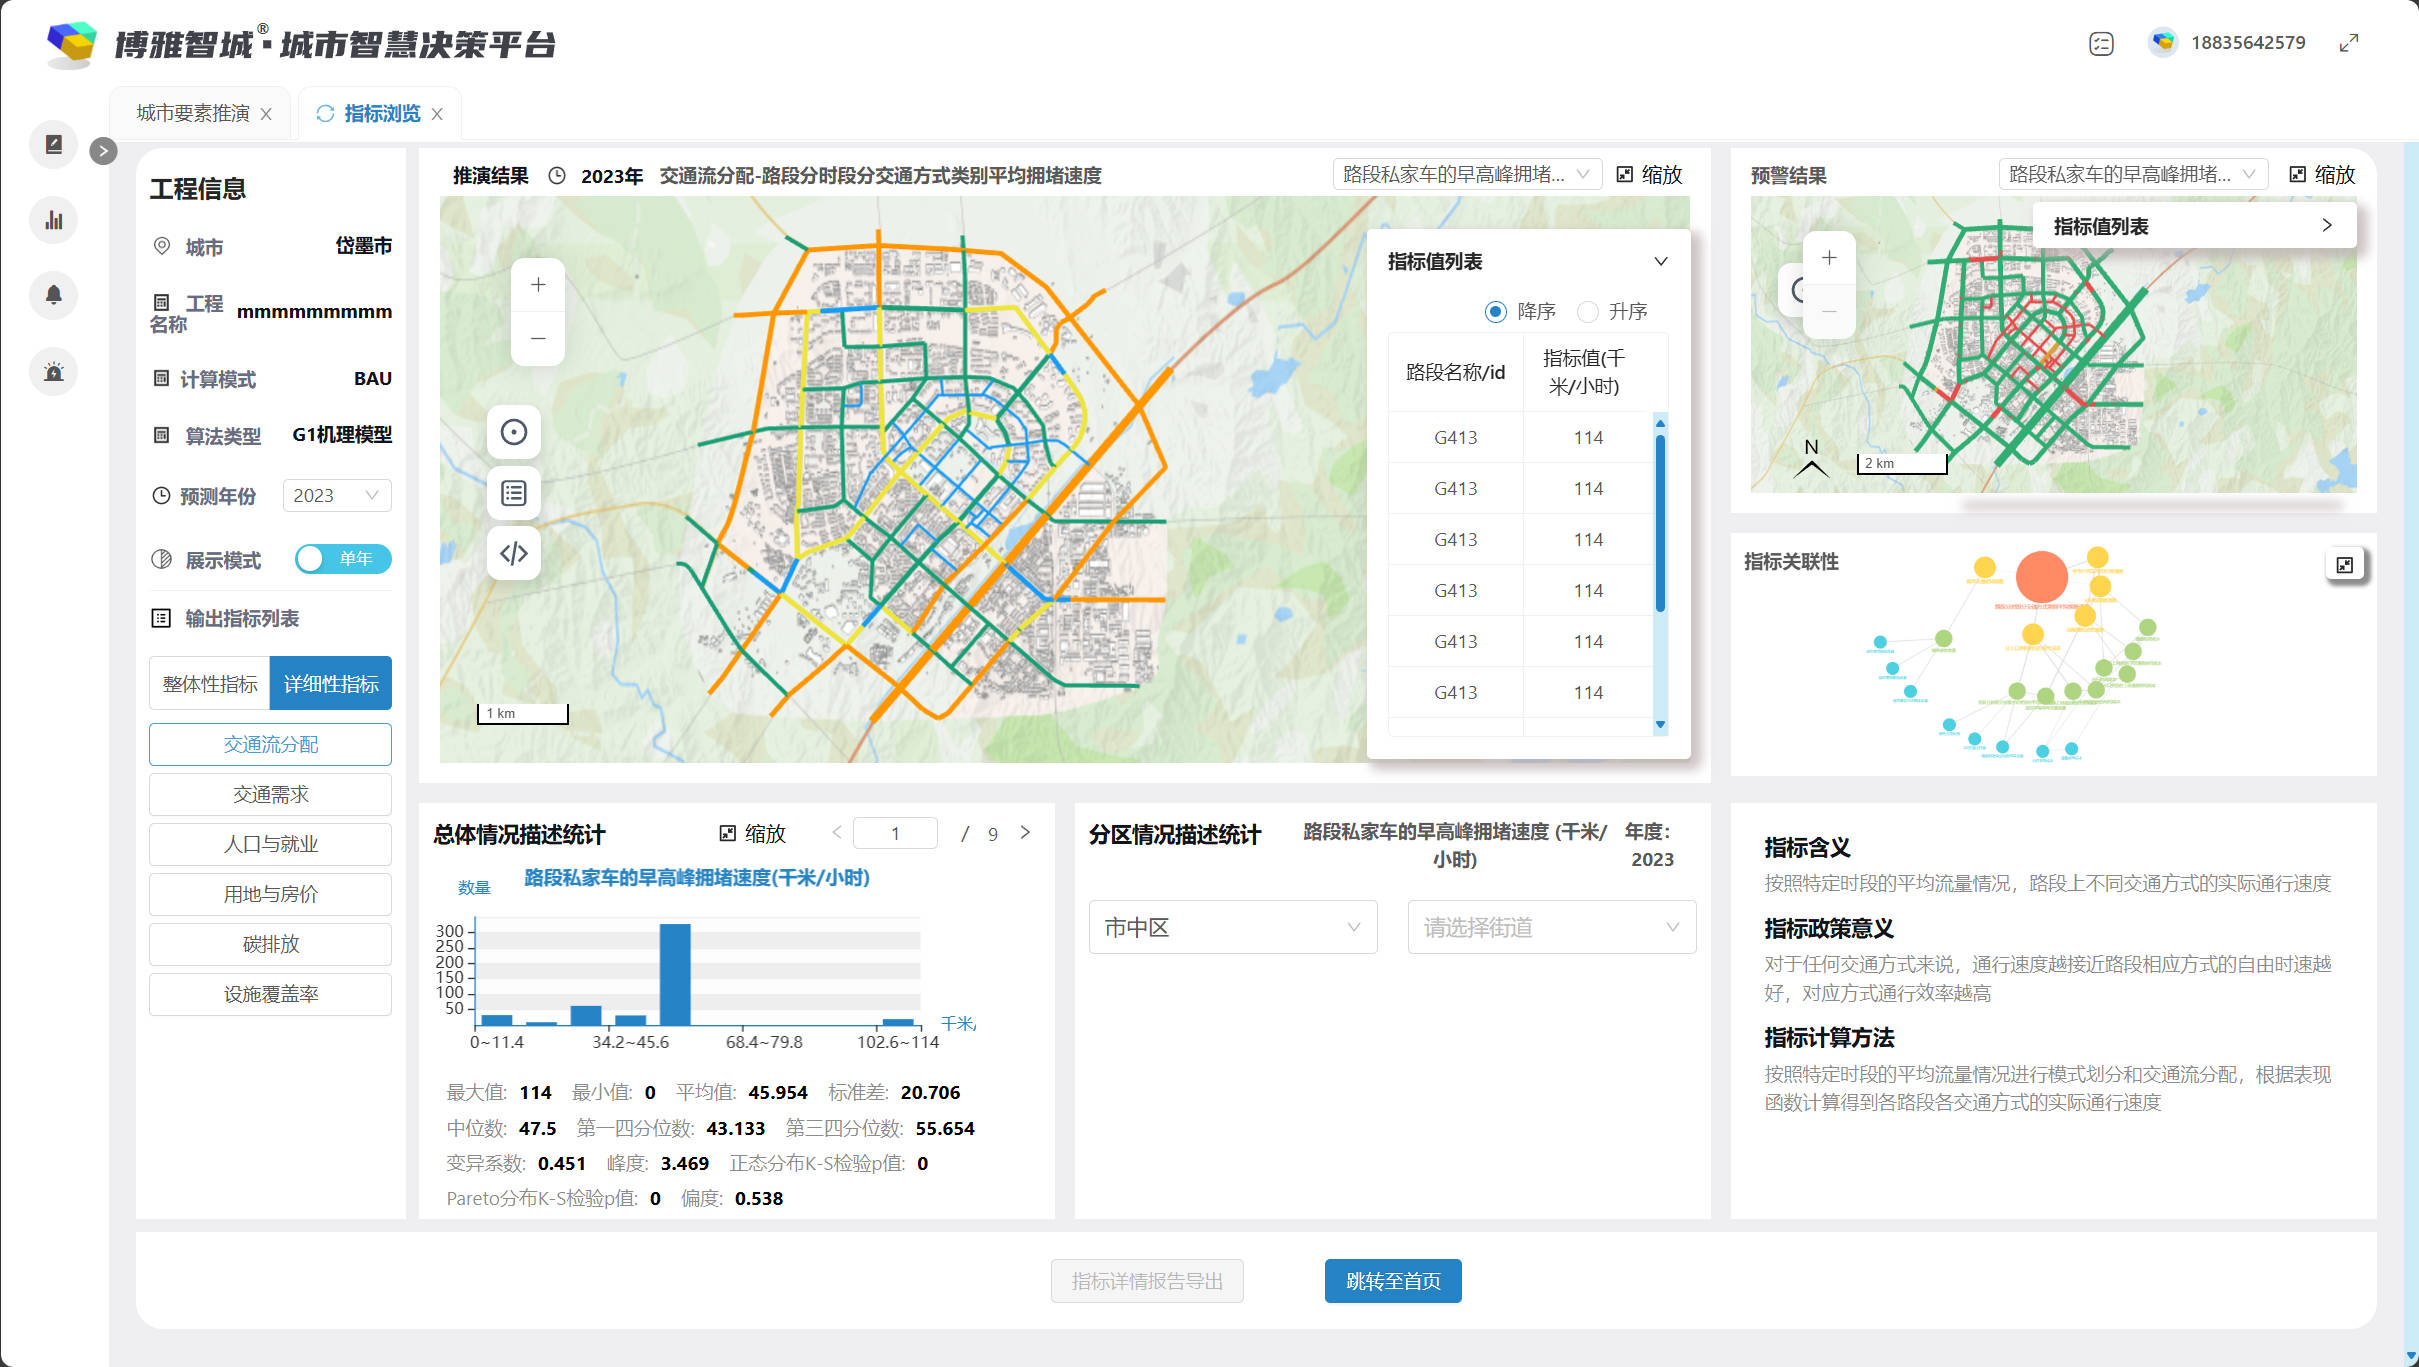 博雅智城®·城市智慧决策平台
18835642579
城市要素推演 X
指标浏览 X
工程信息
城市 岱墨市
工程名称 mmmmmmmmm
计算模式 BAU
算法类型 G1机理模型
预测年份 2023
展示模式 单年
输出指标列表
整体性指标 详细性指标
交通流分配
交通需求
人口与就业
用地与房价
碳排放
设施覆盖率
推演结果 2023年 交通流分配-路段分时段分交通方式类别平均拥堵速度
路段私家车的早高峰拥堵... 缩放
+
−
1 km
指标值列表
降序 升序
路段名称/id 指标值(千米/小时)
G413 114
G413 114
G413 114
G413 114
G413 114
G413 114
预警结果 路段私家车的早高峰拥堵... 缩放
指标值列表
+
−
N
2 km
指标关联性
总体情况描述统计 缩放 < 1 / 9 >
路段私家车的早高峰拥堵速度(千米/小时)
数量
300
250
200
150
100
50
千米/
0~11.4 34.2~45.6 68.4~79.8 102.6~114
最大值: 114 最小值: 0 平均值: 45.954 标准差: 20.706
中位数: 47.5 第一四分位数: 43.133 第三四分位数: 55.654
变异系数: 0.451 峰度: 3.469 正态分布K-S检验p值: 0
Pareto分布K-S检验p值: 0 偏度: 0.538
分区情况描述统计
路段私家车的早高峰拥堵速度 (千米/
小时)
年度:
2023
市中区 请选择街道
指标含义
按照特定时段的平均流量情况，路段上不同交通方式的实际通行速度
指标政策意义
对于任何交通方式来说，通行速度越接近路段相应方式的自由时速越
好，对应方式通行效率越高
指标计算方法
按照特定时段的平均流量情况进行模式划分和交通流分配，根据表现
函数计算得到各路段各交通方式的实际通行速度
指标详情报告导出 跳转至首页